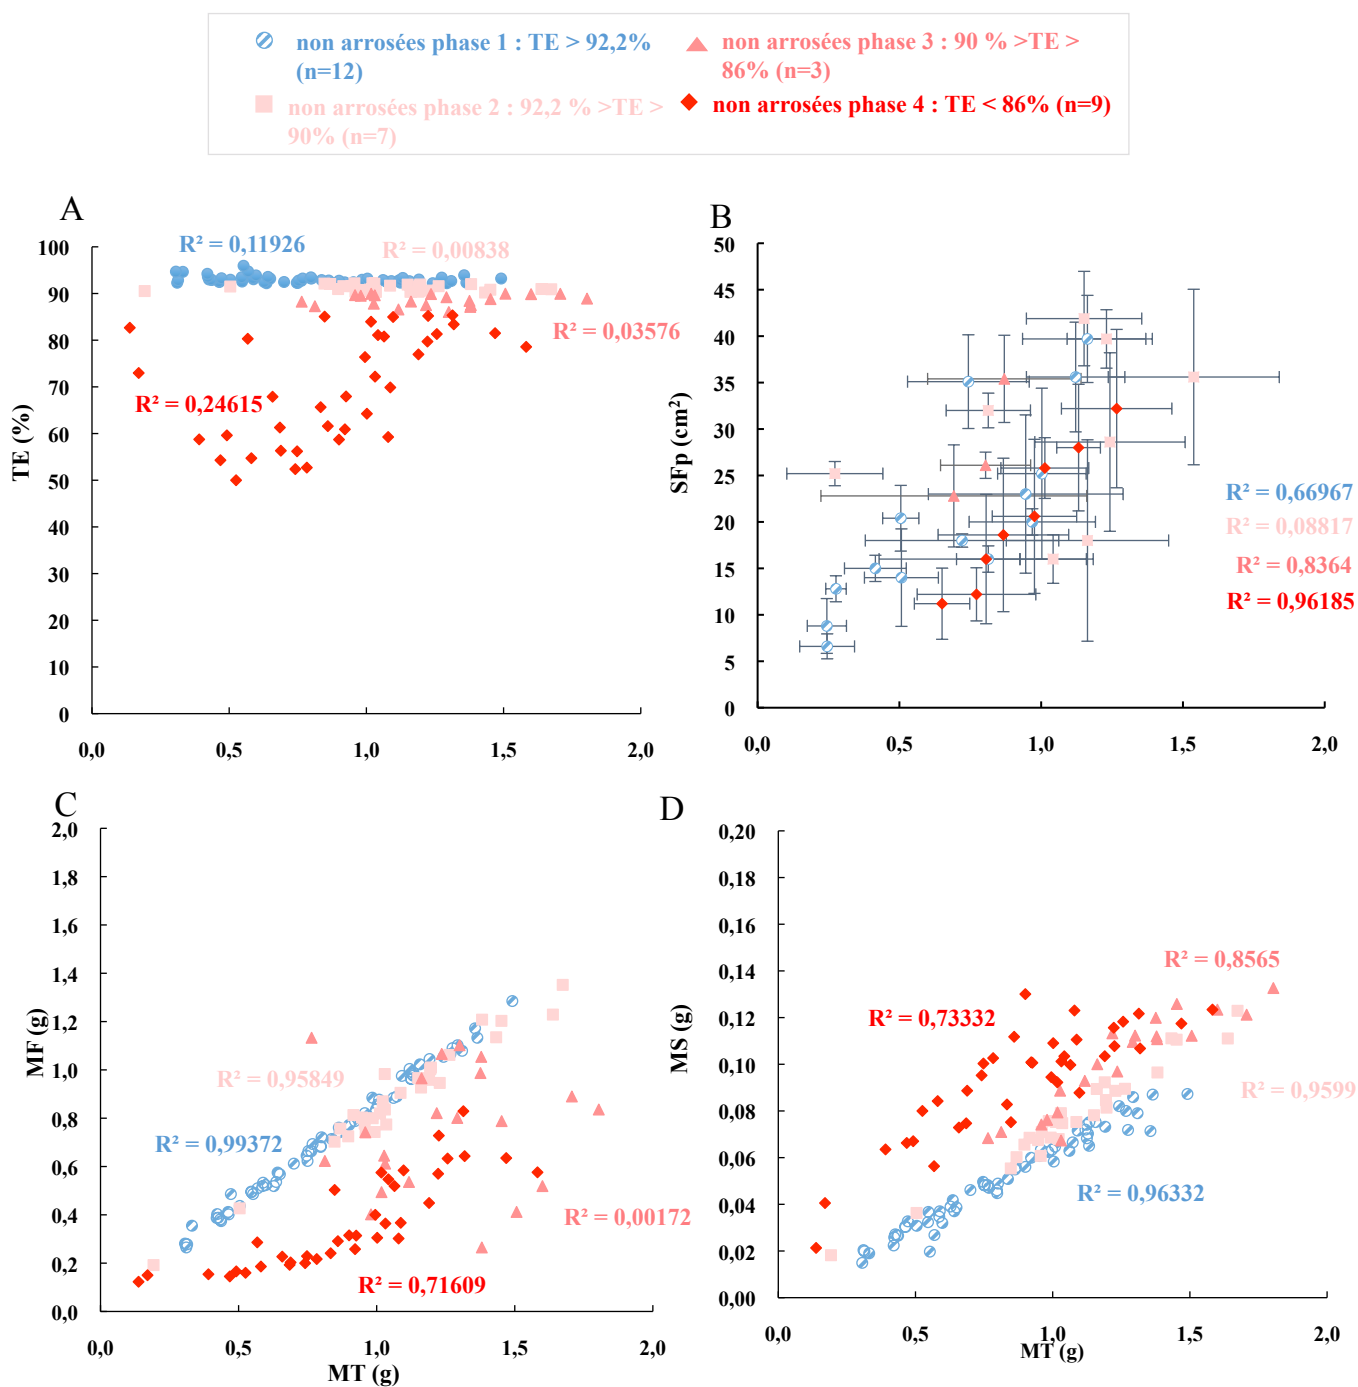 non arrosées phase 1 : TE > 92,2%
(n=12)
non arrosées phase 3 : 90 % >TE >
86% (n=3)
non arrosées phase 2 : 92,2 % >TE >
90% (n=7)
non arrosées phase 4 : TE < 86% (n=9)
A
R² = 0,11926
R² = 0,00838
R² = 0,03576
R² = 0,24615
TE (%)
100
90
80
70
60
50
40
30
20
10
0
0,0 0,5 1,0 1,5 2,0
B
SFp (cm²)
50
45
40
35
30
25
20
15
10
5
0
R² = 0,66967
R² = 0,08817
R² = 0,8364
R² = 0,96185
0,0 0,5 1,0 1,5 2,0
C
MF (g)
2,0
1,8
1,6
1,4
1,2
1,0
0,8
0,6
0,4
0,2
0,0
R² = 0,95849
R² = 0,99372
R² = 0,00172
R² = 0,71609
0,0 0,5 1,0 1,5 2,0
MT (g)
D
MS (g)
0,20
0,18
0,16
0,14
0,12
0,10
0,08
0,06
0,04
0,02
0,00
R² = 0,8565
R² = 0,73332
R² = 0,9599
R² = 0,96332
0,0 0,5 1,0 1,5 2,0
MT (g)